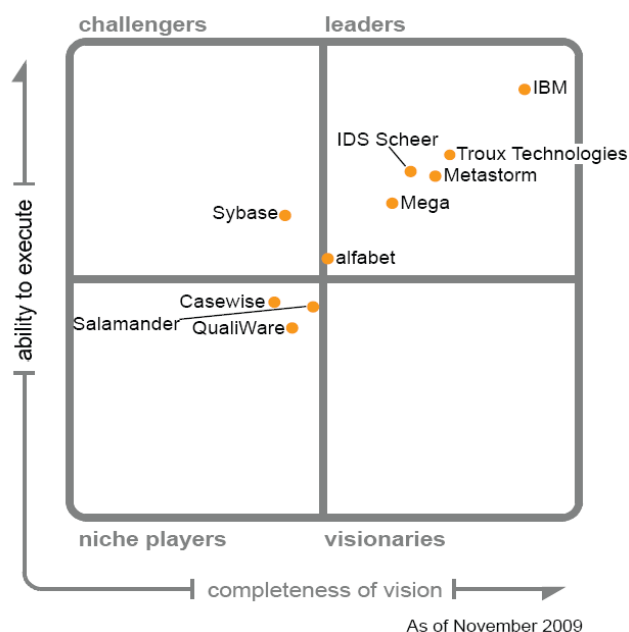 challengers
leaders
IBM
IDS Scheer
Troux Technologies
Metastorm
Mega
Sybase
alfabet
Casewise
Salamander
QualiWare
ability to execute
niche players
visionaries
completeness of vision
As of November 2009